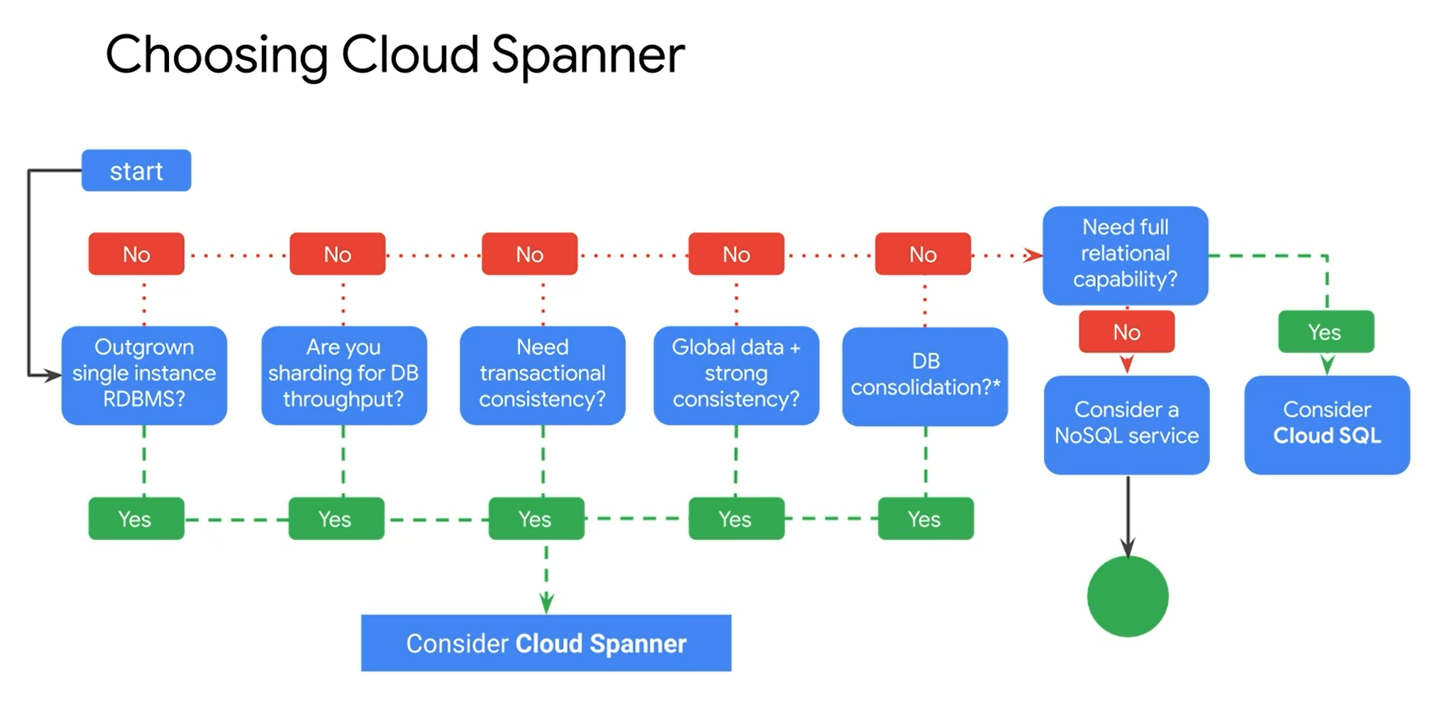 Choosing Cloud Spanner
start
No
No
No
No
No
Need full
relational
capability?
No
Yes
Outgrown
single instance
RDBMS?
Are you
sharding for DB
throughput?
Need
transactional
consistency?
Global data +
strong
consistency?
DB
consolidation?*
Consider a
NoSQL service
Consider
Cloud SQL
Yes
Yes
Yes
Yes
Yes
Consider Cloud Spanner